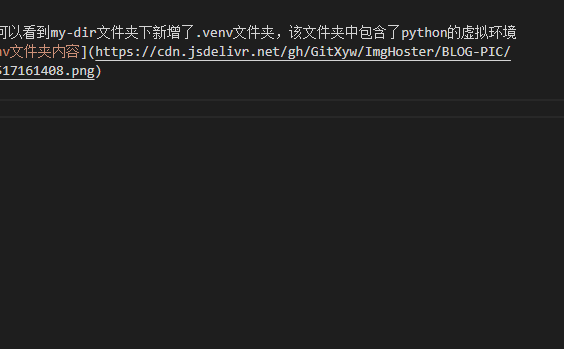 可以看到my-dir文件夹下新增了.venv文件夹，该文件夹中包含了python的虚拟环境
nv文件夹内容](https://cdn.jsdelivr.net/gh/GitXyw/ImgHoster/BLOG-PIC/
517161408.png)